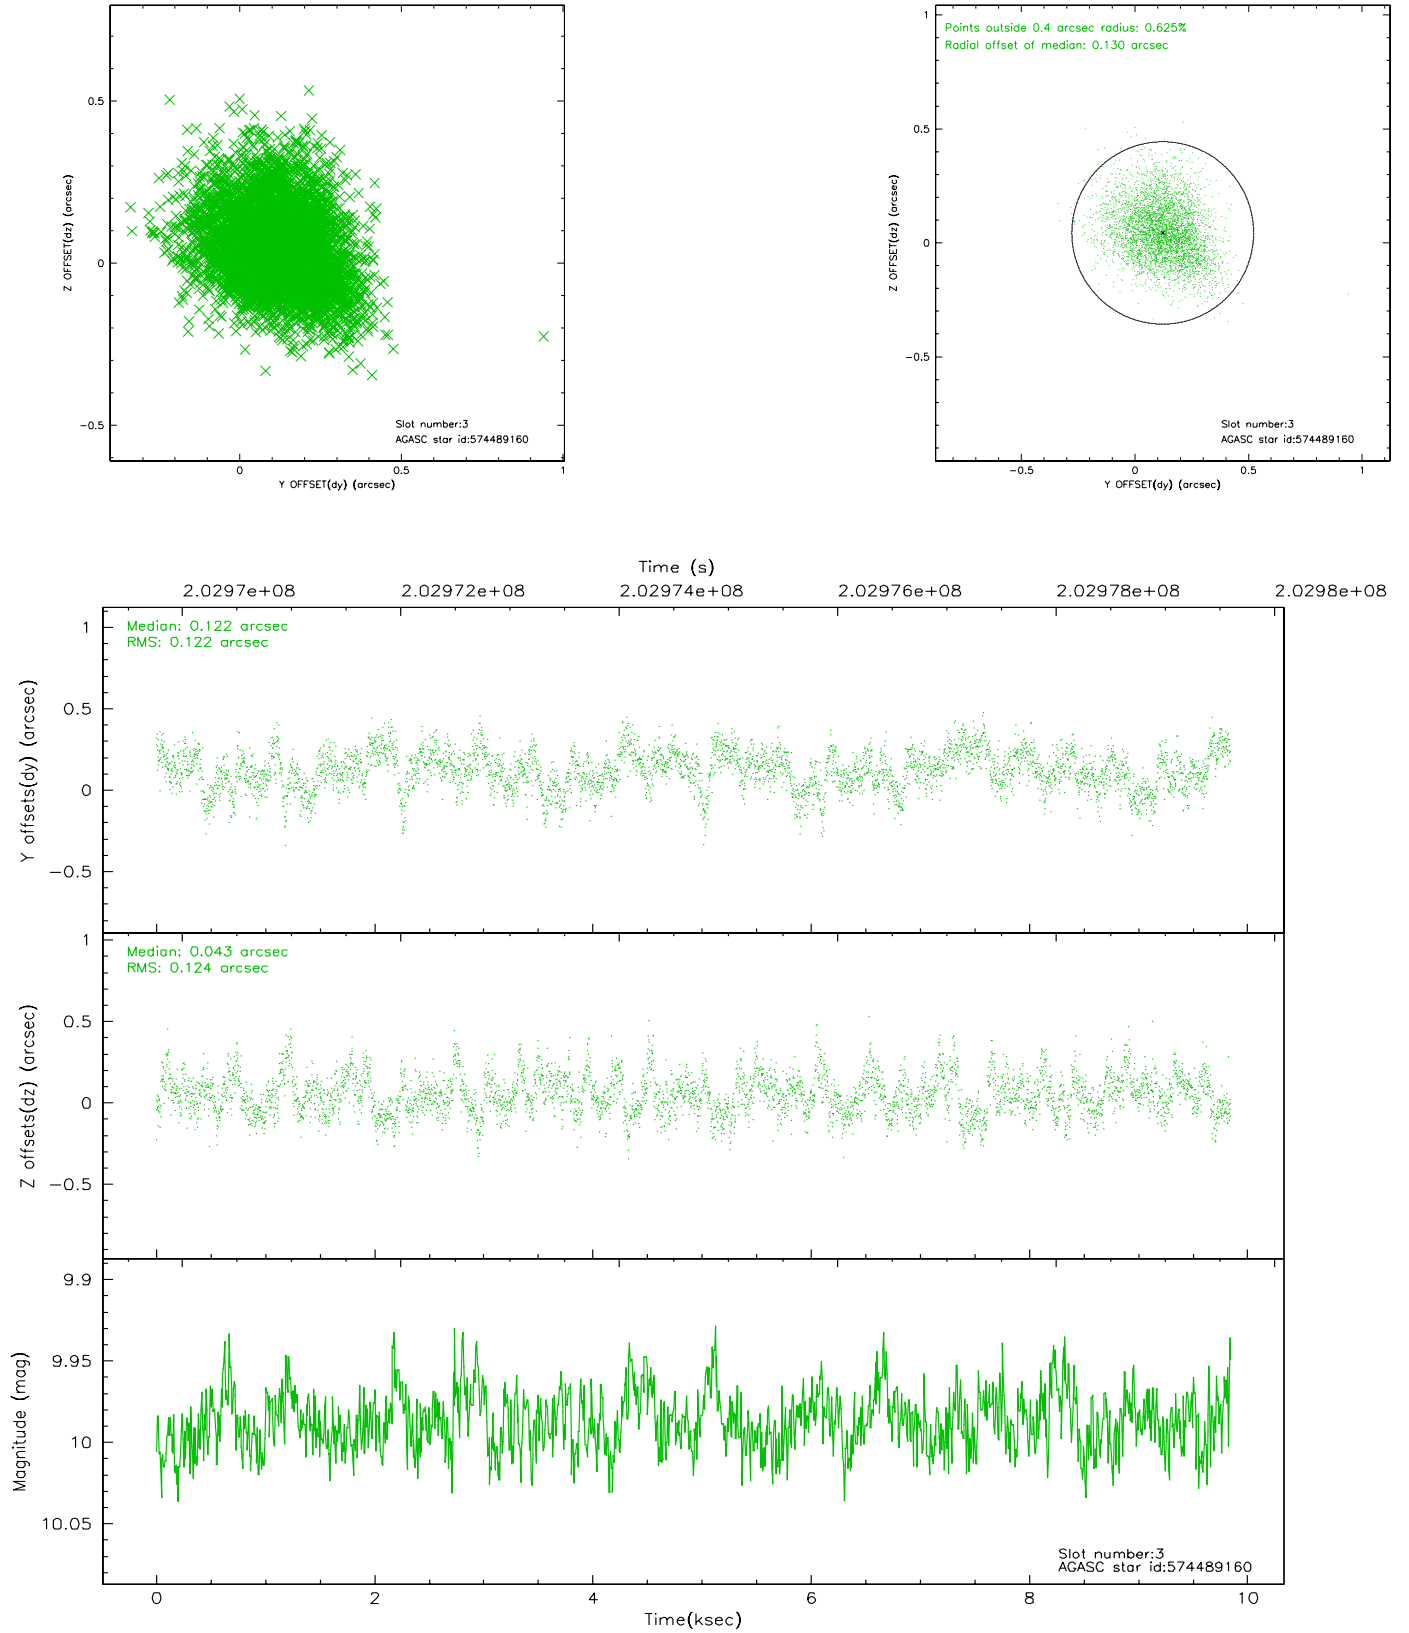 0.5
0
−0.5
Z OFFSET(dz) (arcsec)
Slot number:3
AGASC star id:574489160
0
0.5
1
Y OFFSET(dy) (arcsec)
Points outside 0.4 arcsec radius: 0.625%
Radial offset of median: 0.130 arcsec
1
0.5
0
−0.5
Z OFFSET(dz) (arcsec)
Slot number:3
AGASC star id:574489160
−0.5
0
0.5
1
Y OFFSET(dy) (arcsec)
Time (s)
2.0297e+08
2.02972e+08
2.02974e+08
2.02976e+08
2.02978e+08
2.0298e+08
Median: 0.122 arcsec
RMS: 0.122 arcsec
1
0.5
0
−0.5
Y offsets(dy) (arcsec)
Median: 0.043 arcsec
RMS: 0.124 arcsec
1
0.5
0
−0.5
Z offsets(dz) (arcsec)
9.9
9.95
10
10.05
Magnitude (mag)
Slot number:3
AGASC star id:574489160
0
2
4
6
8
10
Time(ksec)